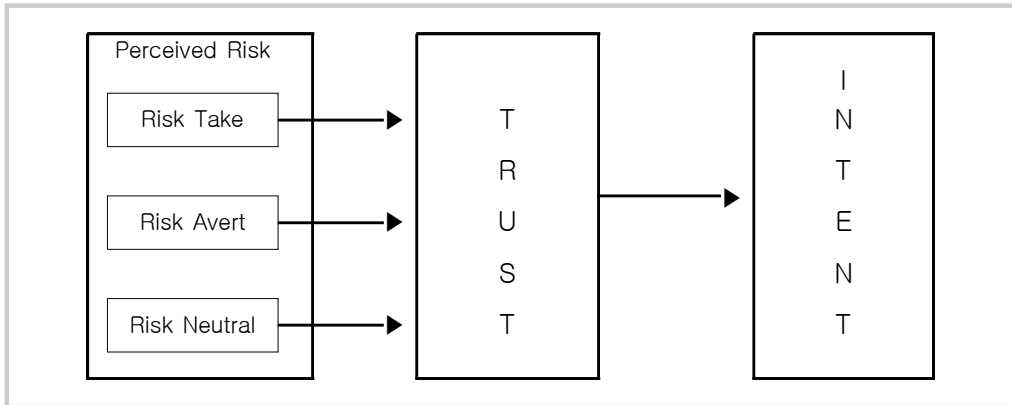 Perceived Risk
Risk Take
Risk Avert
Risk Neutral
T
R
U
S
T
I
N
T
E
N
T